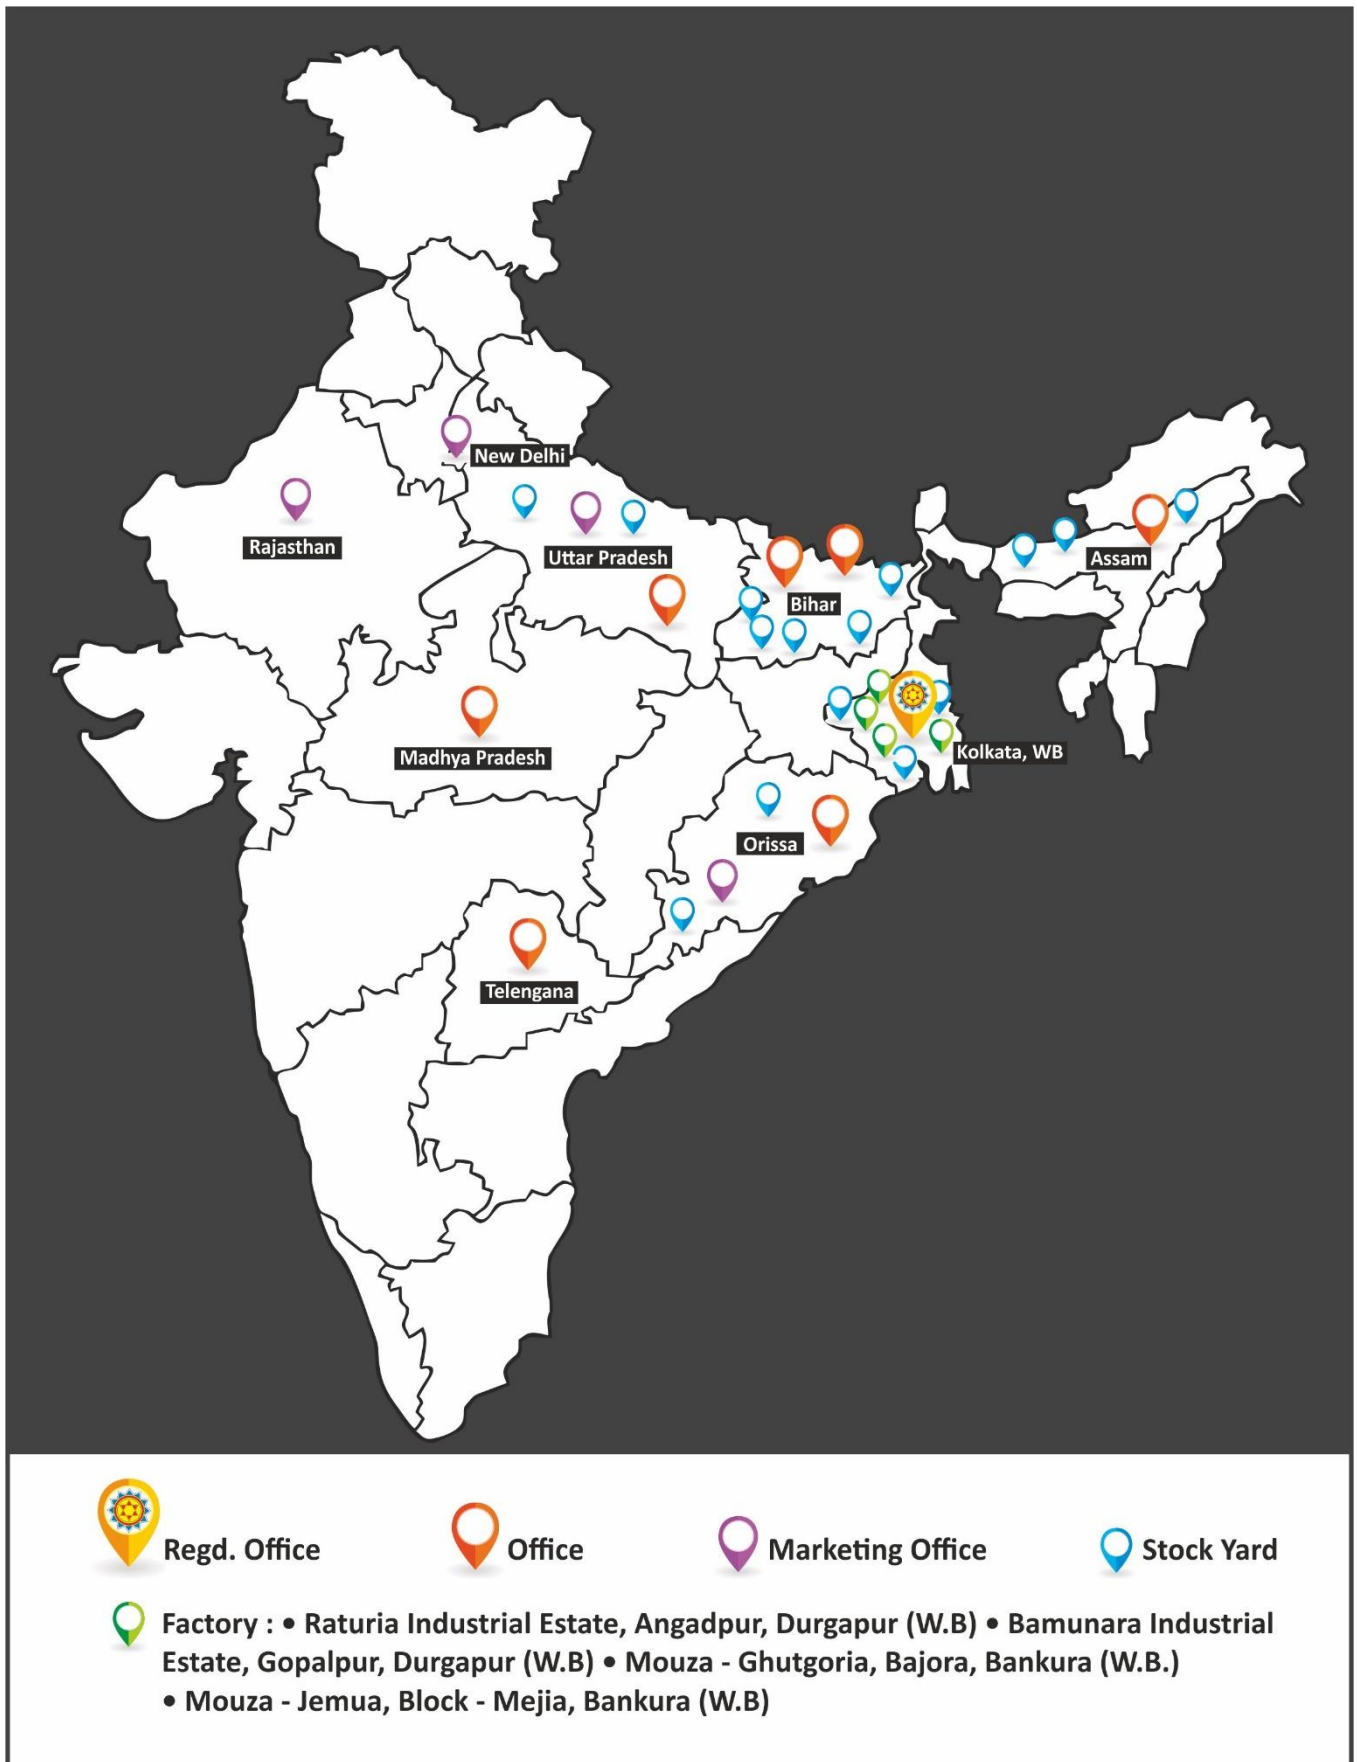 New Delhi
Rajasthan
Uttar Pradesh
Assam
Bihar
Madhya Pradesh
Kolkata, WB
Orissa
Telengana
Regd. Office
Office
Marketing Office
Stock Yard
Factory : • Raturia Industrial Estate, Angadpur, Durgapur (W.B) • Bamunara Industrial
Estate, Gopalpur, Durgapur (W.B) • Mouza - Ghutgoria, Bajora, Bankura (W.B.)
• Mouza - Jemua, Block - Mejia, Bankura (W.B)